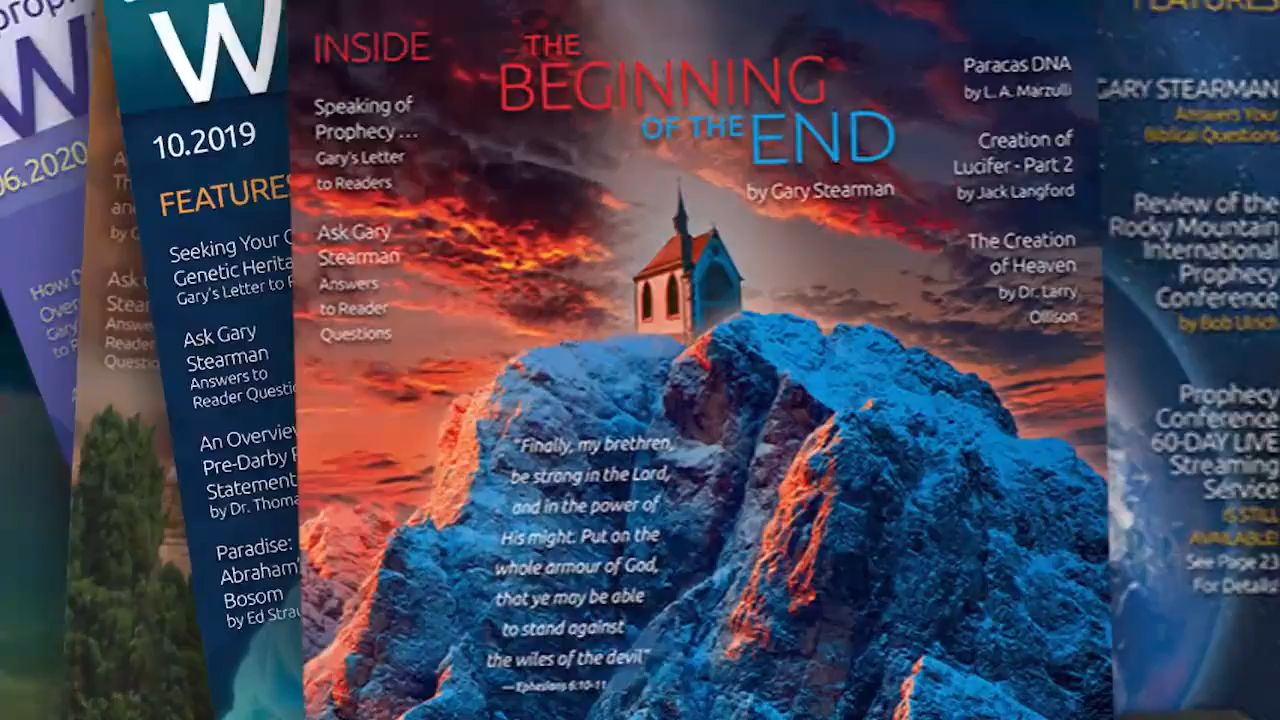 W
06.2020
W
10.2019
FEATURES
Seeking Your
Genetic
Gary's Letter to
Ask Gary
Stearman
Answers to
Reader
An
Pre-Darby
Statement
by Dr.
Paradise:
Abraham'
Bosom
by Ed
INSIDE
Speaking of
Prophecy ...
Gary's Letter
to Readers
Ask Gary
Stearman
Answers
to Reader
Questions
THE
BEGINNING
OF THE END
by Gary Stearman
Paracas DNA
by L. A. Marzulli
Creation of
Lucifer - Part 2
by Jack Langford
The Creation
of Heaven
by Dr. Larry
Ollison
"Finally, my brethren,
be strong in the Lord,
and in the power of
His might. Put on the
whole armour of God,
that ye may be able
to stand against
the wiles of the devil"
— Ephesians 6:10-11
FEATURES
GARY STEARMAN
Answers Your
Biblical Questions
Review of the
Rocky Mountain
International
Prophecy
Conference
by Bob Ulrich
Prophecy
Conference
60-DAY LIVE
Streaming
Service
IS STILL
AVAILABLE
See Page 23
For Details